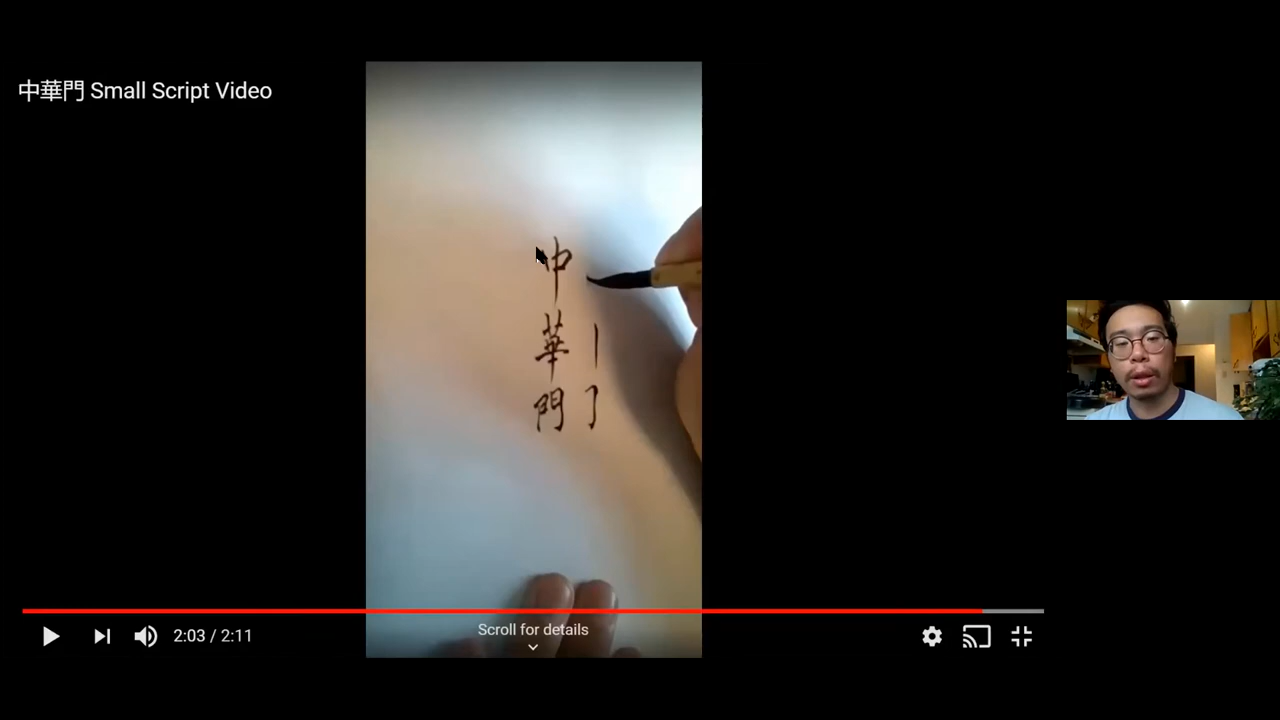 中華門 Small Script Video
中
華
門
2:03 / 2:11
Scroll for details